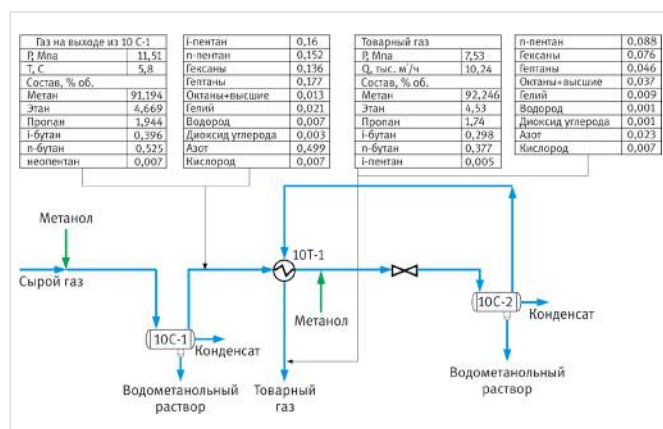 Газ на выходе из 10 С-1
Р, Мпа 11,51
Т, С 5,8
Состав, % об.
Метан 91,194
Этан 4,669
Пропан 1,944
i-бутан 0,396
n-бутан 0,525
неопентан 0,007
i-пентан 0,16
n-пентан 0,152
Гексаны 0,136
Гептаны 0,177
Октаны+высшие 0,013
Гелий 0,021
Водород 0,007
Диоксид углерода 0,003
Азот 0,499
Кислород 0,007
Товарный газ
Р, Мпа 7,53
Q, тыс. м³/ч 10,24
Состав, % об.
Метан 92,246
Этан 4,53
Пропан 1,74
i-бутан 0,298
n-бутан 0,377
i-пентан 0,005
n-пентан 0,088
Гексаны 0,076
Гептаны 0,046
Октаны+высшие 0,037
Гелий 0,009
Водород 0,001
Диоксид углерода 0,001
Азот 0,023
Кислород 0,007
Метанол
10Т-1
Сырой газ
Метанол
10С-2
Конденсат
10С-1
Конденсат
Водометанольный
раствор
Товарный
газ
Водометанольный
раствор